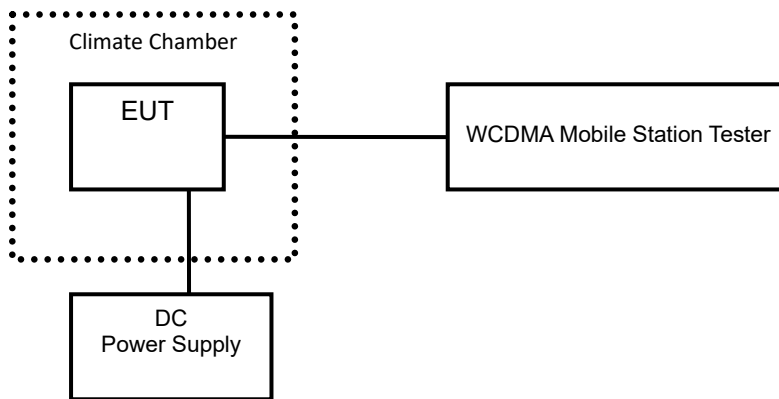 Climate Chamber
EUT
WCDMA Mobile Station Tester
DC
Power Supply